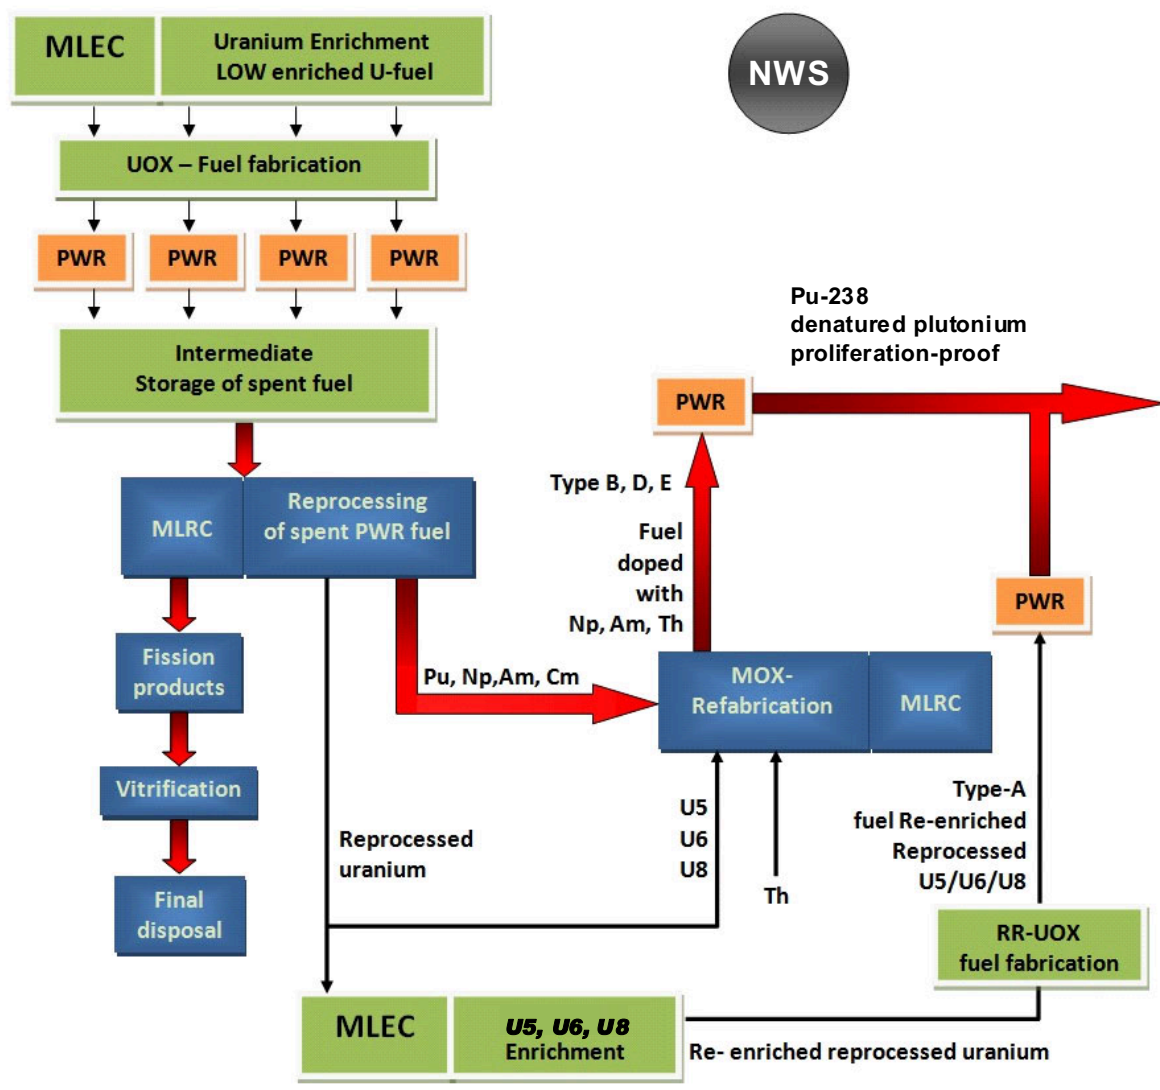 MLEC
Uranium Enrichment
LOW enriched U-fuel
NWS
UOX – Fuel fabrication
PWR
PWR
PWR
PWR
Intermediate
Storage of spent fuel
Pu-238
denatured plutonium
proliferation-proof
PWR
MLRC
Reprocessing
of spent PWR fuel
Type B, D, E
Fuel
doped
with
Np, Am, Th
PWR
Fission
products
Pu, Np,Am, Cm
MOX-
Refabrication
MLRC
Vitrification
Reprocessed
uranium
U5
U6
U8
Th
Type-A
fuel Re-enriched
Reprocessed
U5/U6/U8
Final
disposal
RR-UOX
fuel fabrication
MLEC
U5, U6, U8
Enrichment
Re- enriched reprocessed uranium